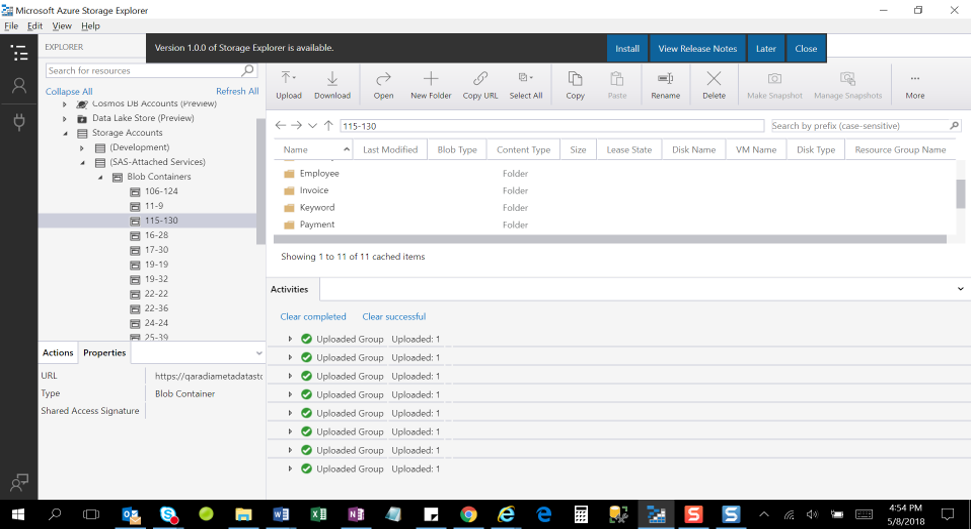 Microsoft Azure Storage Explorer
File Edit View Help
EXPLORER
Version 1.0.0 of Storage Explorer is available.
Install
View Release Notes
Later
Close
Search for resources
Collapse All
Refresh All
Cosmos DB Accounts (Preview)
Data Lake Store (Preview)
Storage Accounts
(Development)
(SAS-Attached Services)
Blob Containers
106-124
11-9
115-130
16-28
17-30
19-19
19-32
22-22
22-36
24-24
25-39
Actions Properties
URL https://qaradiametadatasto
Type Blob Container
Shared Access Signature
Upload Download Open New Folder Copy URL Select All Copy Paste Rename Delete Make Snapshot Manage Snapshots More
115-130
Search by prefix (case-sensitive)
Name Last Modified Blob Type Content Type Size Lease State Disk Name VM Name Disk Type Resource Group Name
Employee Folder
Invoice Folder
Keyword Folder
Payment Folder
Showing 1 to 11 of 11 cached items
Activities
Clear completed Clear successful
Uploaded Group Uploaded: 1
Uploaded Group Uploaded: 1
Uploaded Group Uploaded: 1
Uploaded Group Uploaded: 1
Uploaded Group Uploaded: 1
Uploaded Group Uploaded: 1
Uploaded Group Uploaded: 1
Uploaded Group Uploaded: 1
4:54 PM
5/8/2018